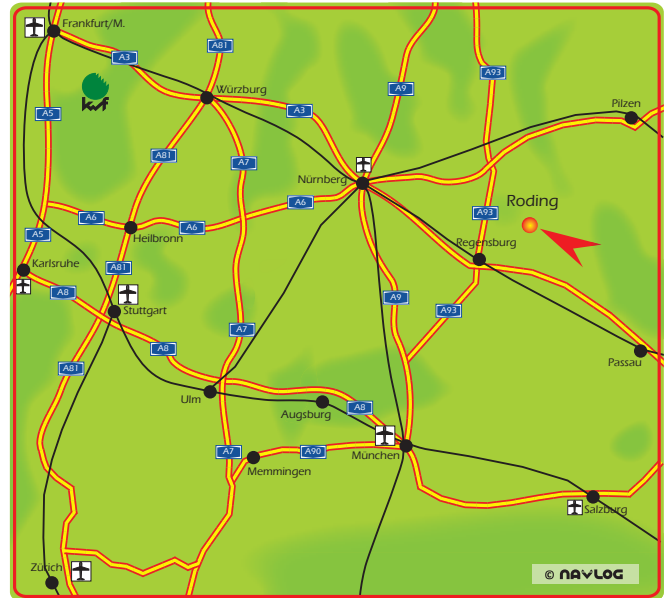 Frankfurt/M.
A81
A3
A93
A9
kwf
Würzburg
A3
Pilzen
A5
A81
A7
Nürnberg
A6
A6
A6
A93
Roding
A5
Heilbronn
Regensburg
Karlsruhe
A81
A8
A9
A93
Stuttgart
A7
A8
Passau
A81
Ulm
A8
Augsburg
A7
A90
München
Memmingen
Salzburg
Zürich
© NAVLOG